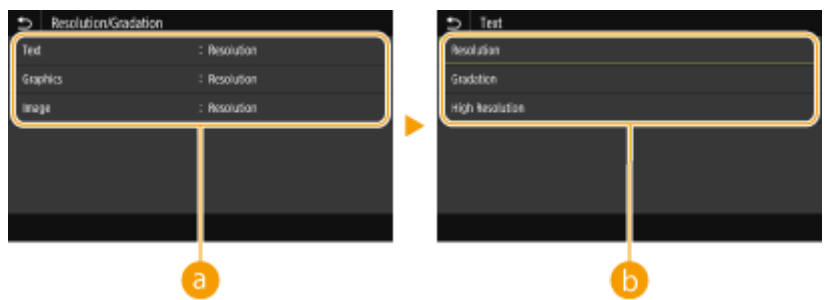 Resolution/Gradation
Text : Resolution
Graphics : Resolution
Image : Resolution
a
Text
Resolution
Gradation
High Resolution
b